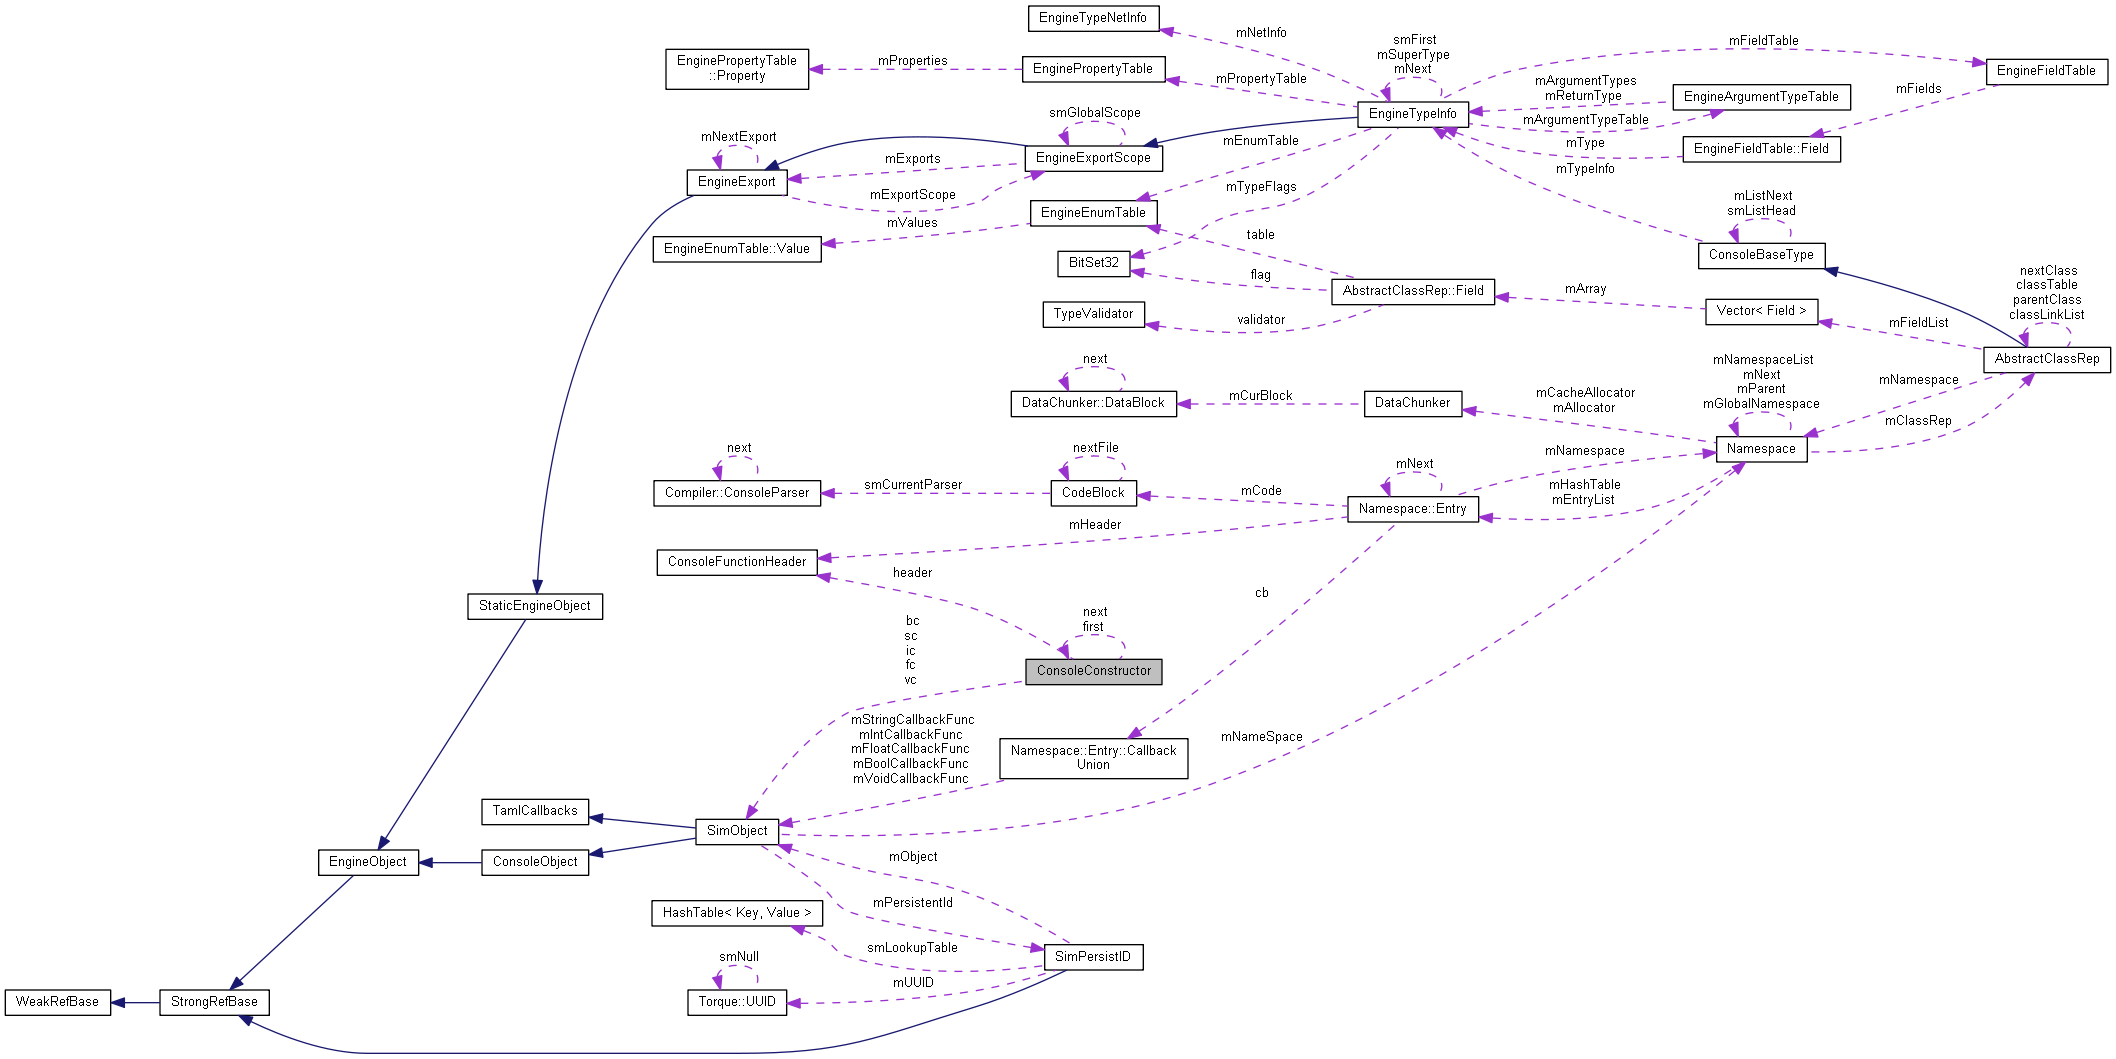 EngineTypeNetInfo
mNetInfo
smFirst
mSuperType
mNext
mFieldTable
EnginePropertyTable
::Property
mProperties
EnginePropertyTable
mPropertyTable
EngineFieldTable
mArgumentTypes
mReturnType
EngineArgumentTypeTable
mFields
smGlobalScope
EngineTypeInfo
mArgumentTypeTable
mNextExport
mEnumTable
mType
EngineFieldTable::Field
mExports
EngineExportScope
mTypeInfo
EngineExport
mExportScope
mTypeFlags
mListNext
smListHead
mValues
EngineEnumTable
EngineEnumTable::Value
table
ConsoleBaseType
BitSet32
flag
AbstractClassRep::Field
mArray
nextClass
classTable
parentClass
classLinkList
TypeValidator
validator
Vector< Field >
mFieldList
AbstractClassRep
next
mNamespaceList
mNext
mParent
mGlobalNamespace
mNamespace
DataChunker::DataBlock
mCurBlock
DataChunker
mCacheAllocator
mAllocator
mClassRep
next
nextFile
mNext
mNamespace
Namespace
Compiler::ConsoleParser
smCurrentParser
CodeBlock
mCode
Namespace::Entry
mHashTable
mEntryList
mHeader
ConsoleFunctionHeader
header
cb
StaticEngineObject
bc
sc
ic
fc
vc
next
first
ConsoleConstructor
mStringCallbackFunc
mIntCallbackFunc
mFloatCallbackFunc
mBoolCallbackFunc
mVoidCallbackFunc
Namespace::Entry::Callback
Union
mNameSpace
TamlCallbacks
SimObject
EngineObject
ConsoleObject
mObject
HashTable< Key, Value >
mPersistentId
smLookupTable
SimPersistID
smNull
mUUID
WeakRefBase
StrongRefBase
Torque::UUID